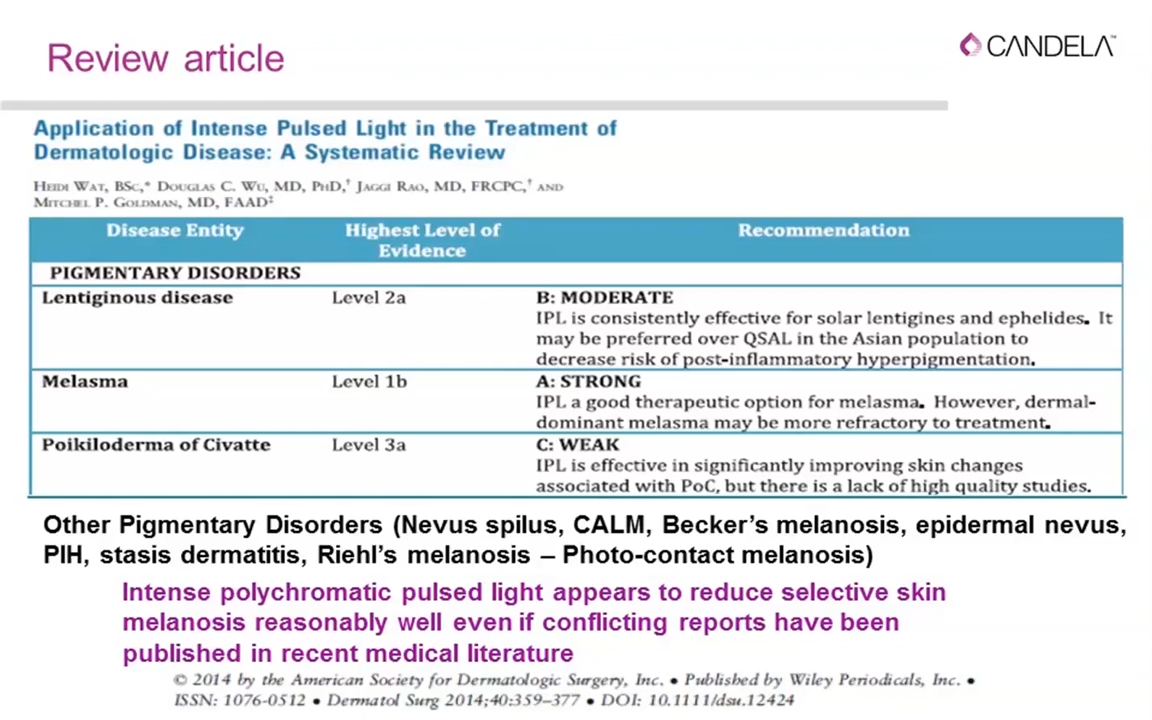 Review article
CANDELA™
Application of Intense Pulsed Light in the Treatment of
Dermatologic Disease: A Systematic Review
HEIDI WAT, BSC,* DOUGLAS C. WU, MD, PHD,† JAGGI RAO, MD, FRCPC,† AND
MITCHEL P. GOLDMAN, MD, FAAD‡
Disease Entity Highest Level of Recommendation
Evidence
PIGMENTARY DISORDERS
Lentiginous disease Level 2a B: MODERATE
IPL is consistently effective for solar lentigines and ephelides. It
may be preferred over QSAL in the Asian population to
decrease risk of post-inflammatory hyperpigmentation.
Melasma Level 1b A: STRONG
IPL a good therapeutic option for melasma. However, dermal-
dominant melasma may be more refractory to treatment.
Poikiloderma of Civatte Level 3a C: WEAK
IPL is effective in significantly improving skin changes
associated with PoC, but there is a lack of high quality studies.
Other Pigmentary Disorders (Nevus spilus, CALM, Becker's melanosis, epidermal nevus,
PIH, stasis dermatitis, Riehl's melanosis – Photo-contact melanosis)
Intense polychromatic pulsed light appears to reduce selective skin
melanosis reasonably well even if conflicting reports have been
published in recent medical literature
© 2014 by the American Society for Dermatologic Surgery, Inc. • Published by Wiley Periodicals, Inc. •
ISSN: 1076-0512 • Dermatol Surg 2014;40:359–377 • DOI: 10.1111/dsu.12424